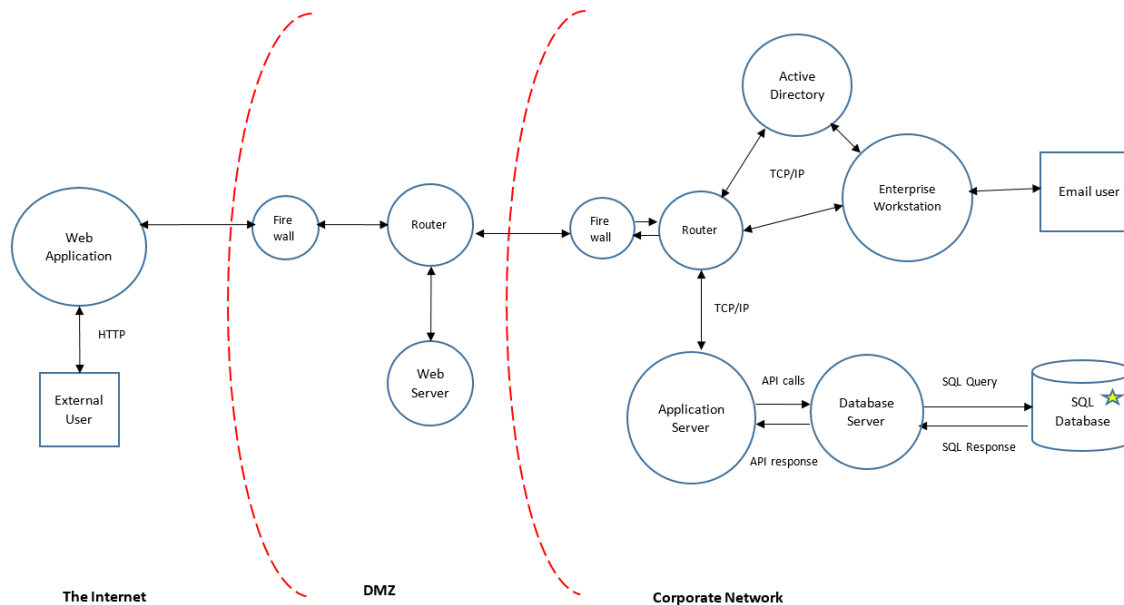 Active
Directory
TCP/IP
Enterprise
Workstation
Email user
Web
Application
Fire
wall
Router
Fire
wall
Router
HTTP
TCP/IP
External
User
Web
Server
Application
Server
API calls
API response
Database
Server
SQL Query
SQL Response
SQL
Database
The Internet
DMZ
Corporate Network